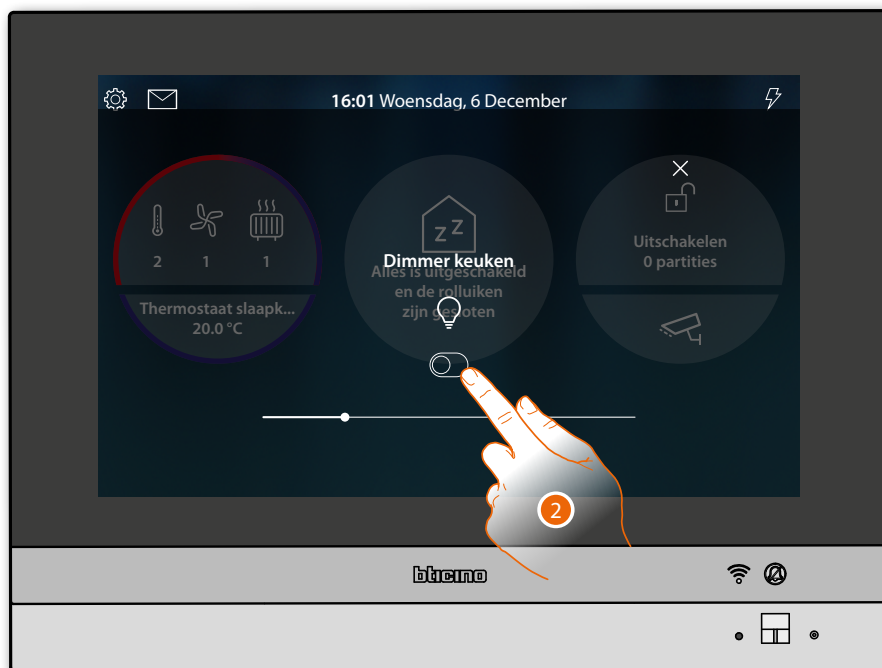 16:01 Woensdag, 6 December
2 1 1
Thermostaat slaapk...
20.0 °C
zZ
Dimmer keuken
Alles is uitgeschakeld
en de rolluiken
zijn gesloten
Uitschakelen
0 partities
2
bticino